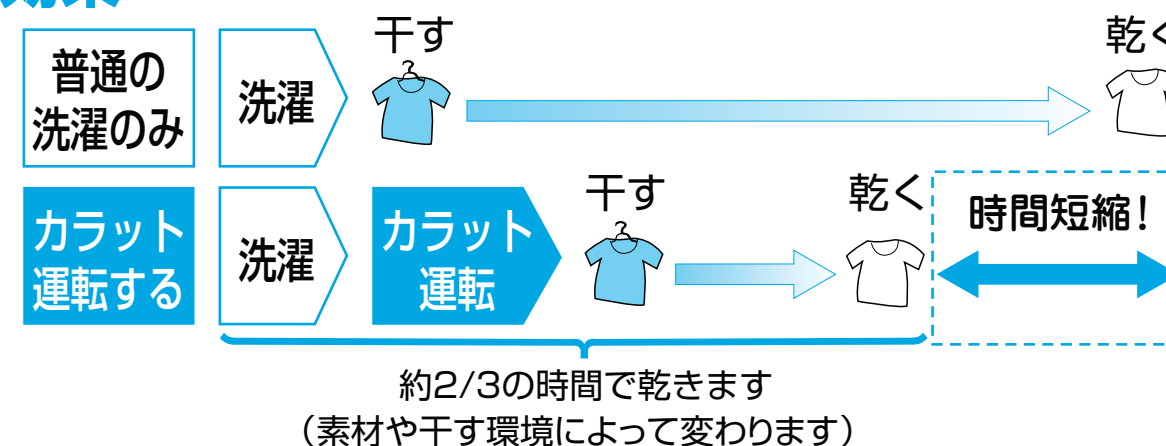 効果
普通の
洗濯のみ
洗濯
干す
乾く
カラット
運転する
洗濯
カラット
運転
干す
乾く
時間短縮！
約2/3の時間で乾きます
（素材や干す環境によって変わります）